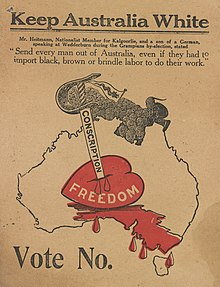 Keep Australia White
Mr. Heitmann, Nationalist Member for Kalgoorlie, and a son of a German,
speaking at Wedderburn during the Grampians by-election, stated
"Send every man out of Australia, even if they had to
import black, brown or brindle labor to do their work."
CONSCRIPTION
FREEDOM
Vote No.